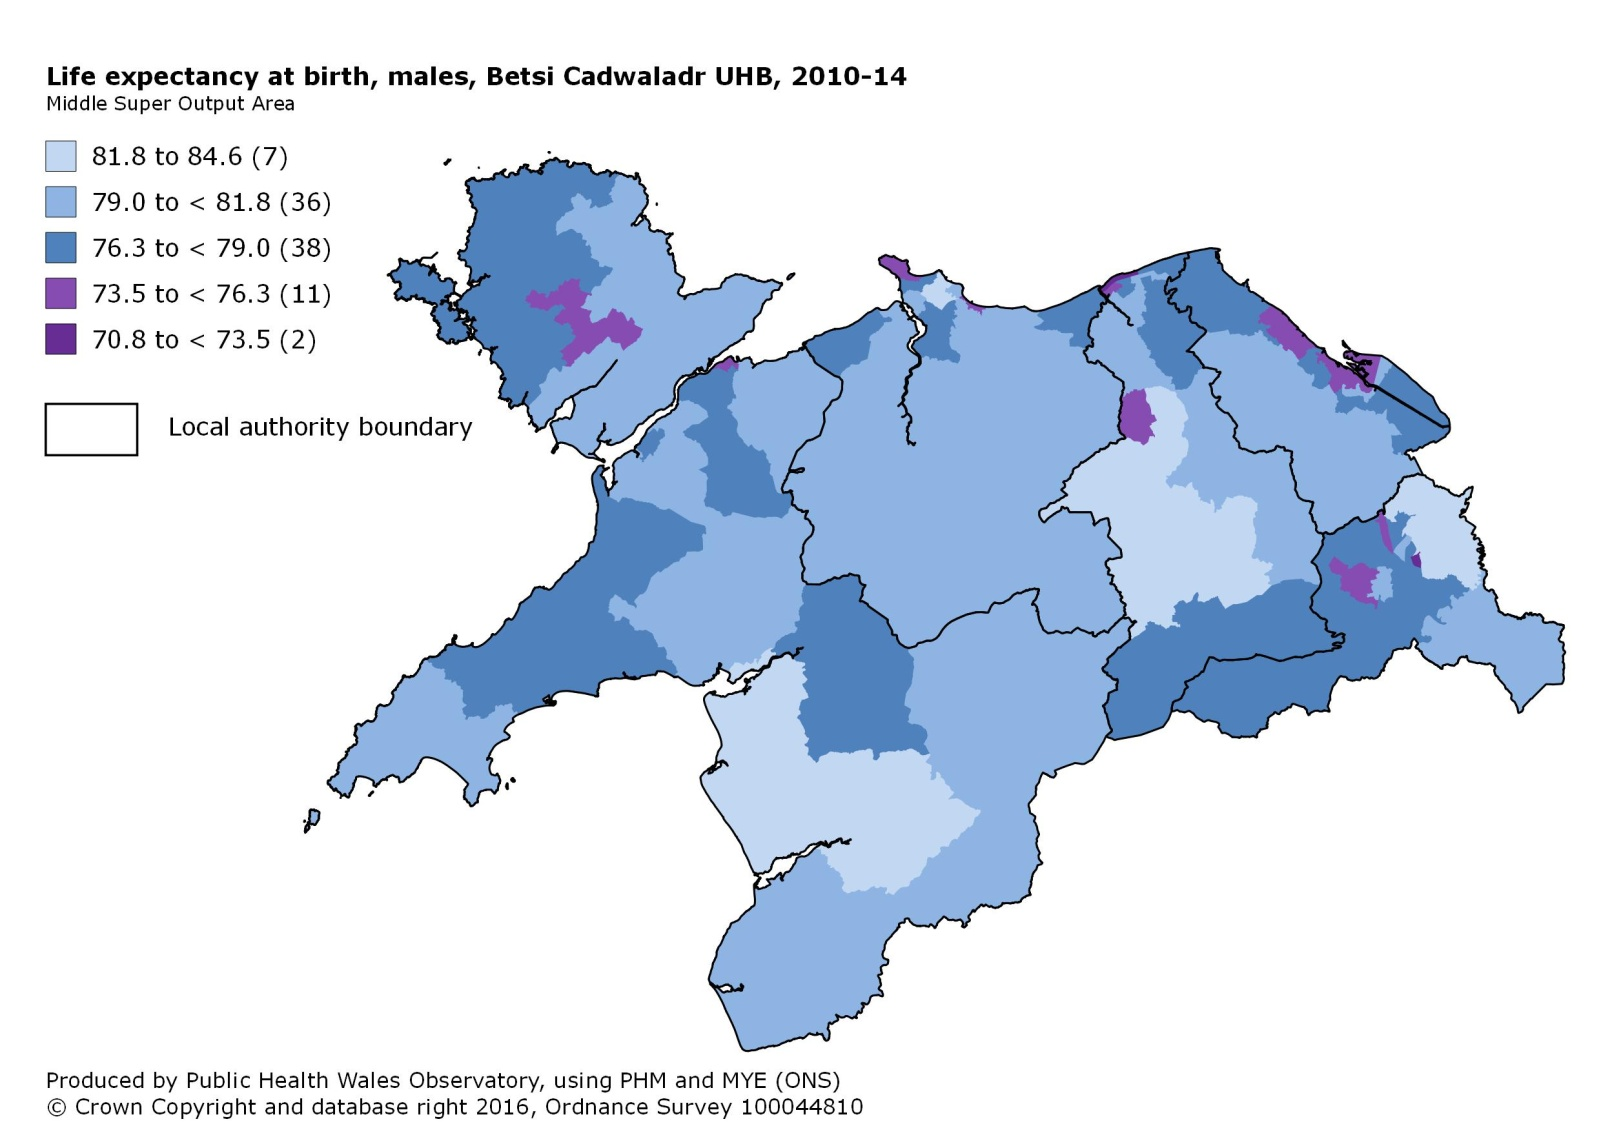 Life expectancy at birth, males, Betsi Cadwaladr UHB, 2010-14
Middle Super Output Area
81.8 to 84.6 (7)
79.0 to < 81.8 (36)
76.3 to < 79.0 (38)
73.5 to < 76.3 (11)
70.8 to < 73.5 (2)
Local authority boundary
Produced by Public Health Wales Observatory, using PHM and MYE (ONS)
© Crown Copyright and database right 2016, Ordnance Survey 100044810